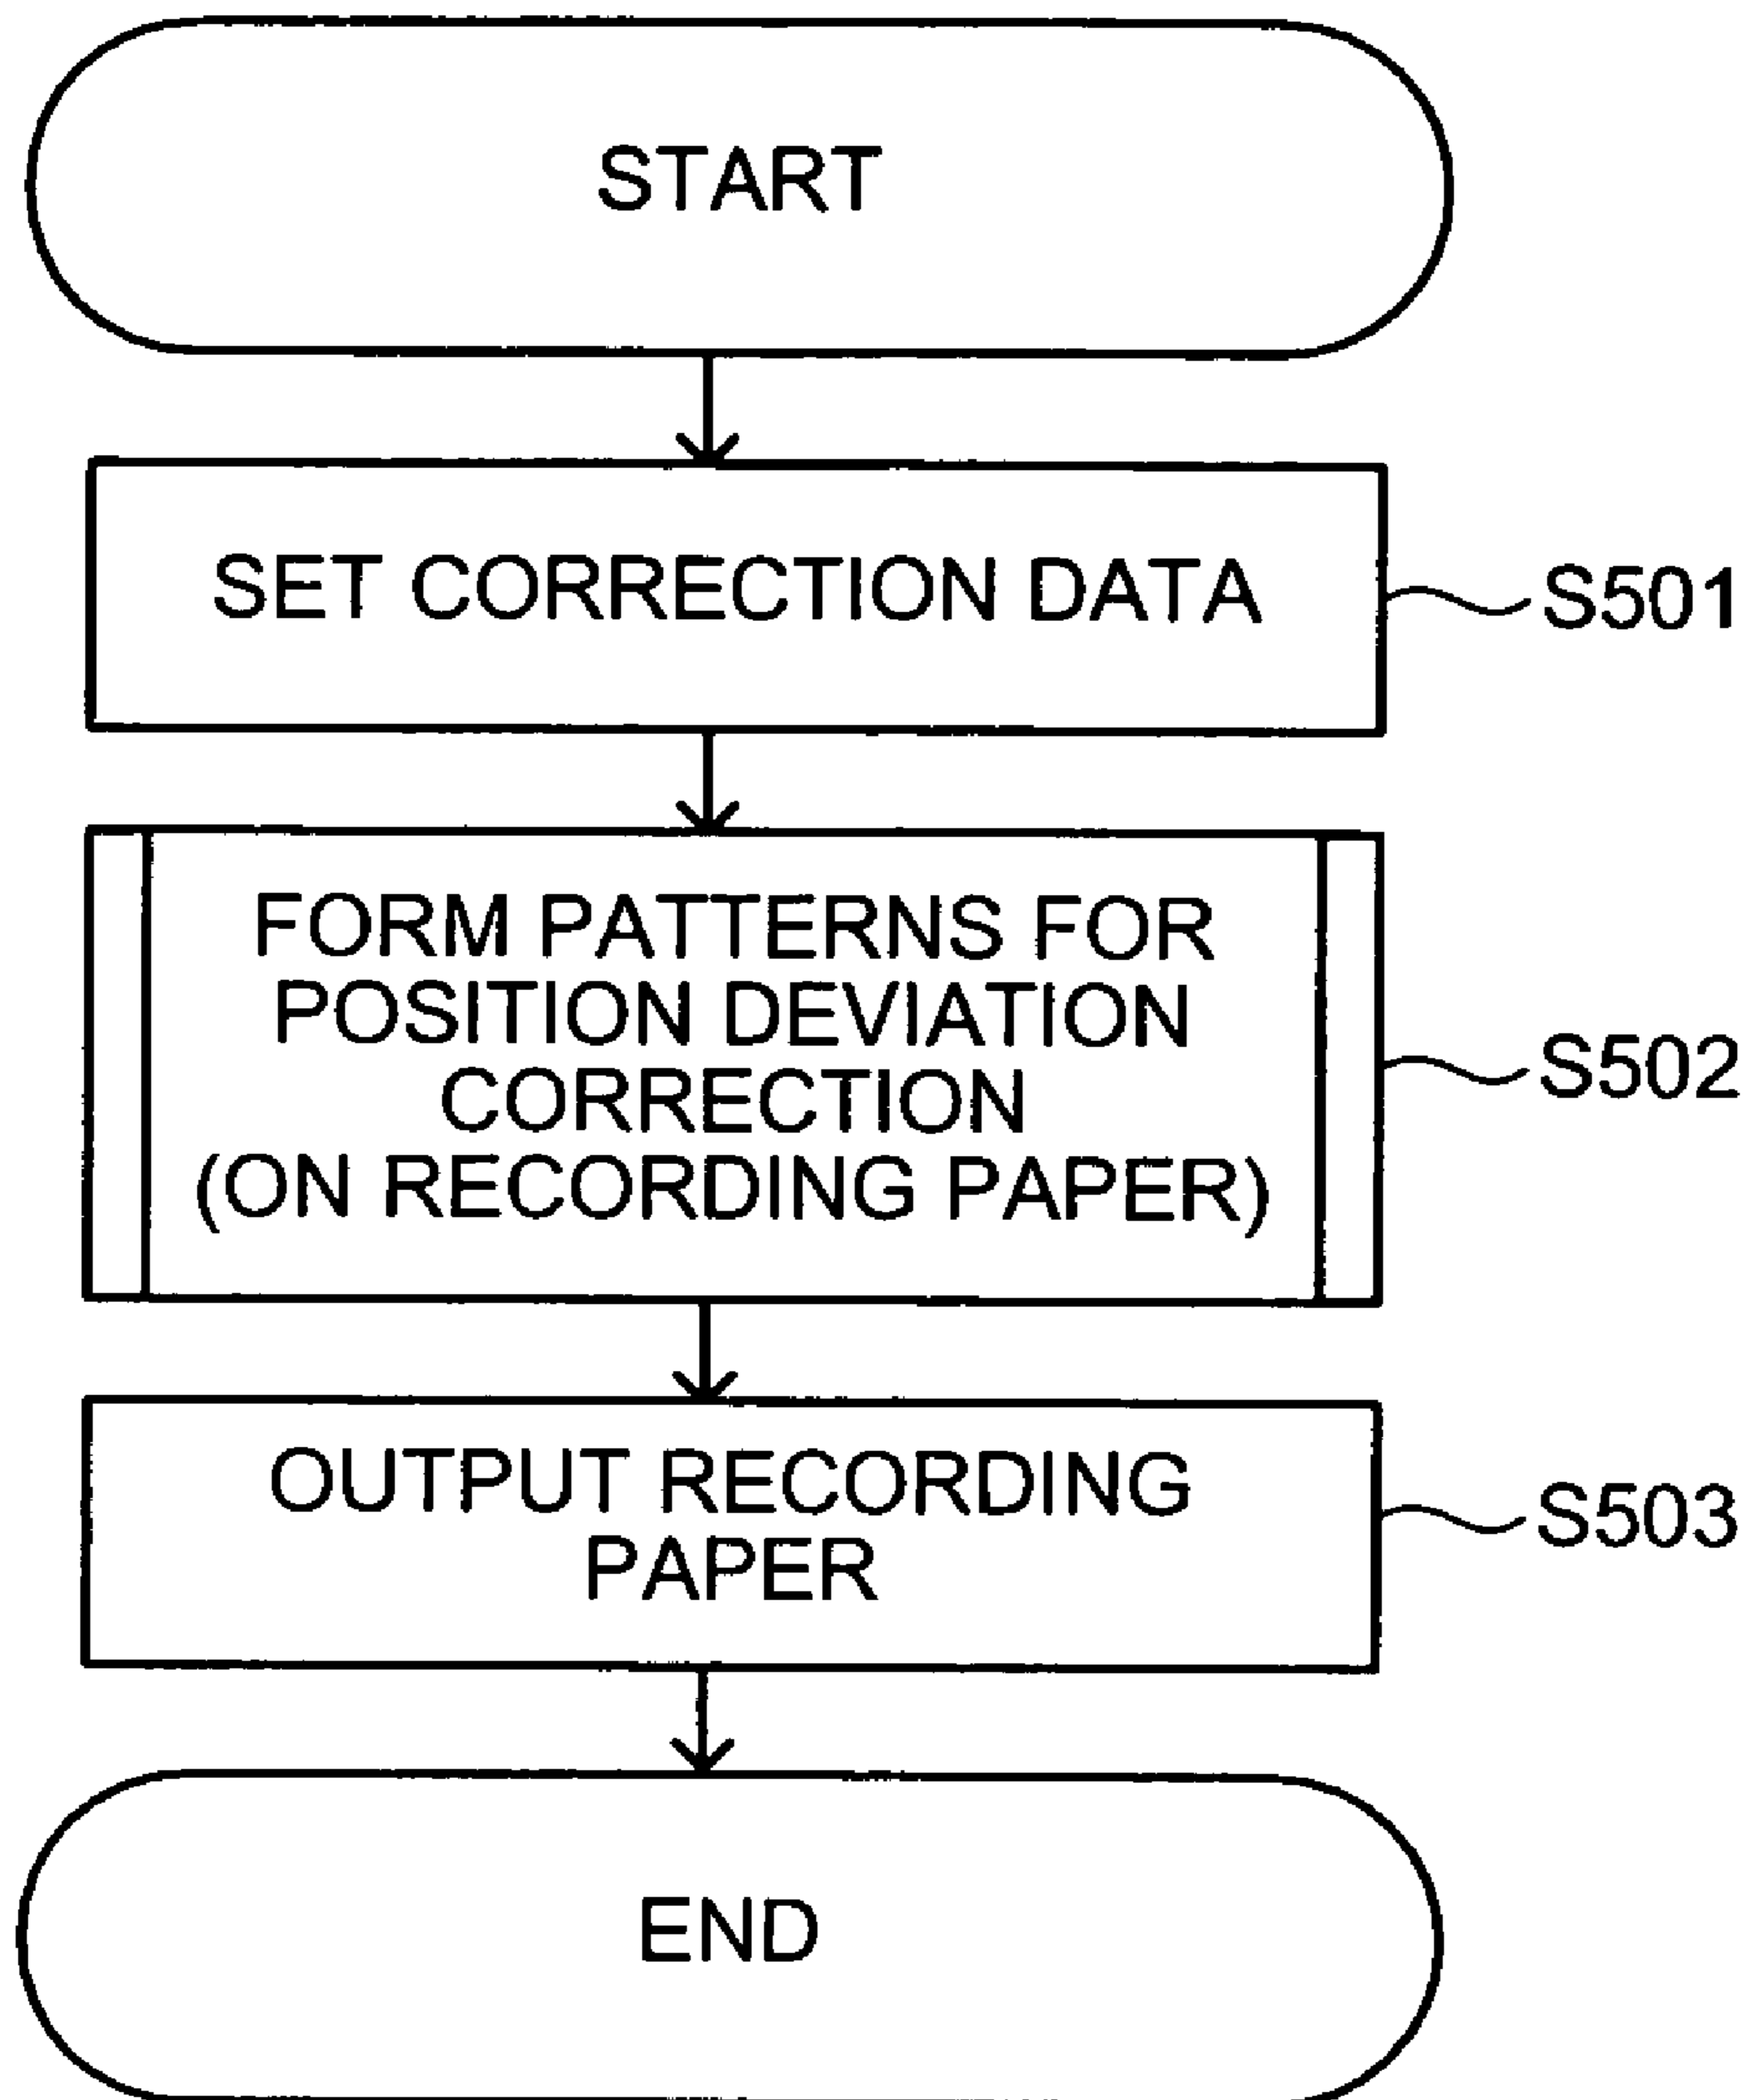 START
SET CORRECTION DATA
S501
FORM PATTERNS FOR
POSITION DEVIATION
CORRECTION
(ON RECORDING PAPER)
S502
OUTPUT RECORDING
PAPER
S503
END